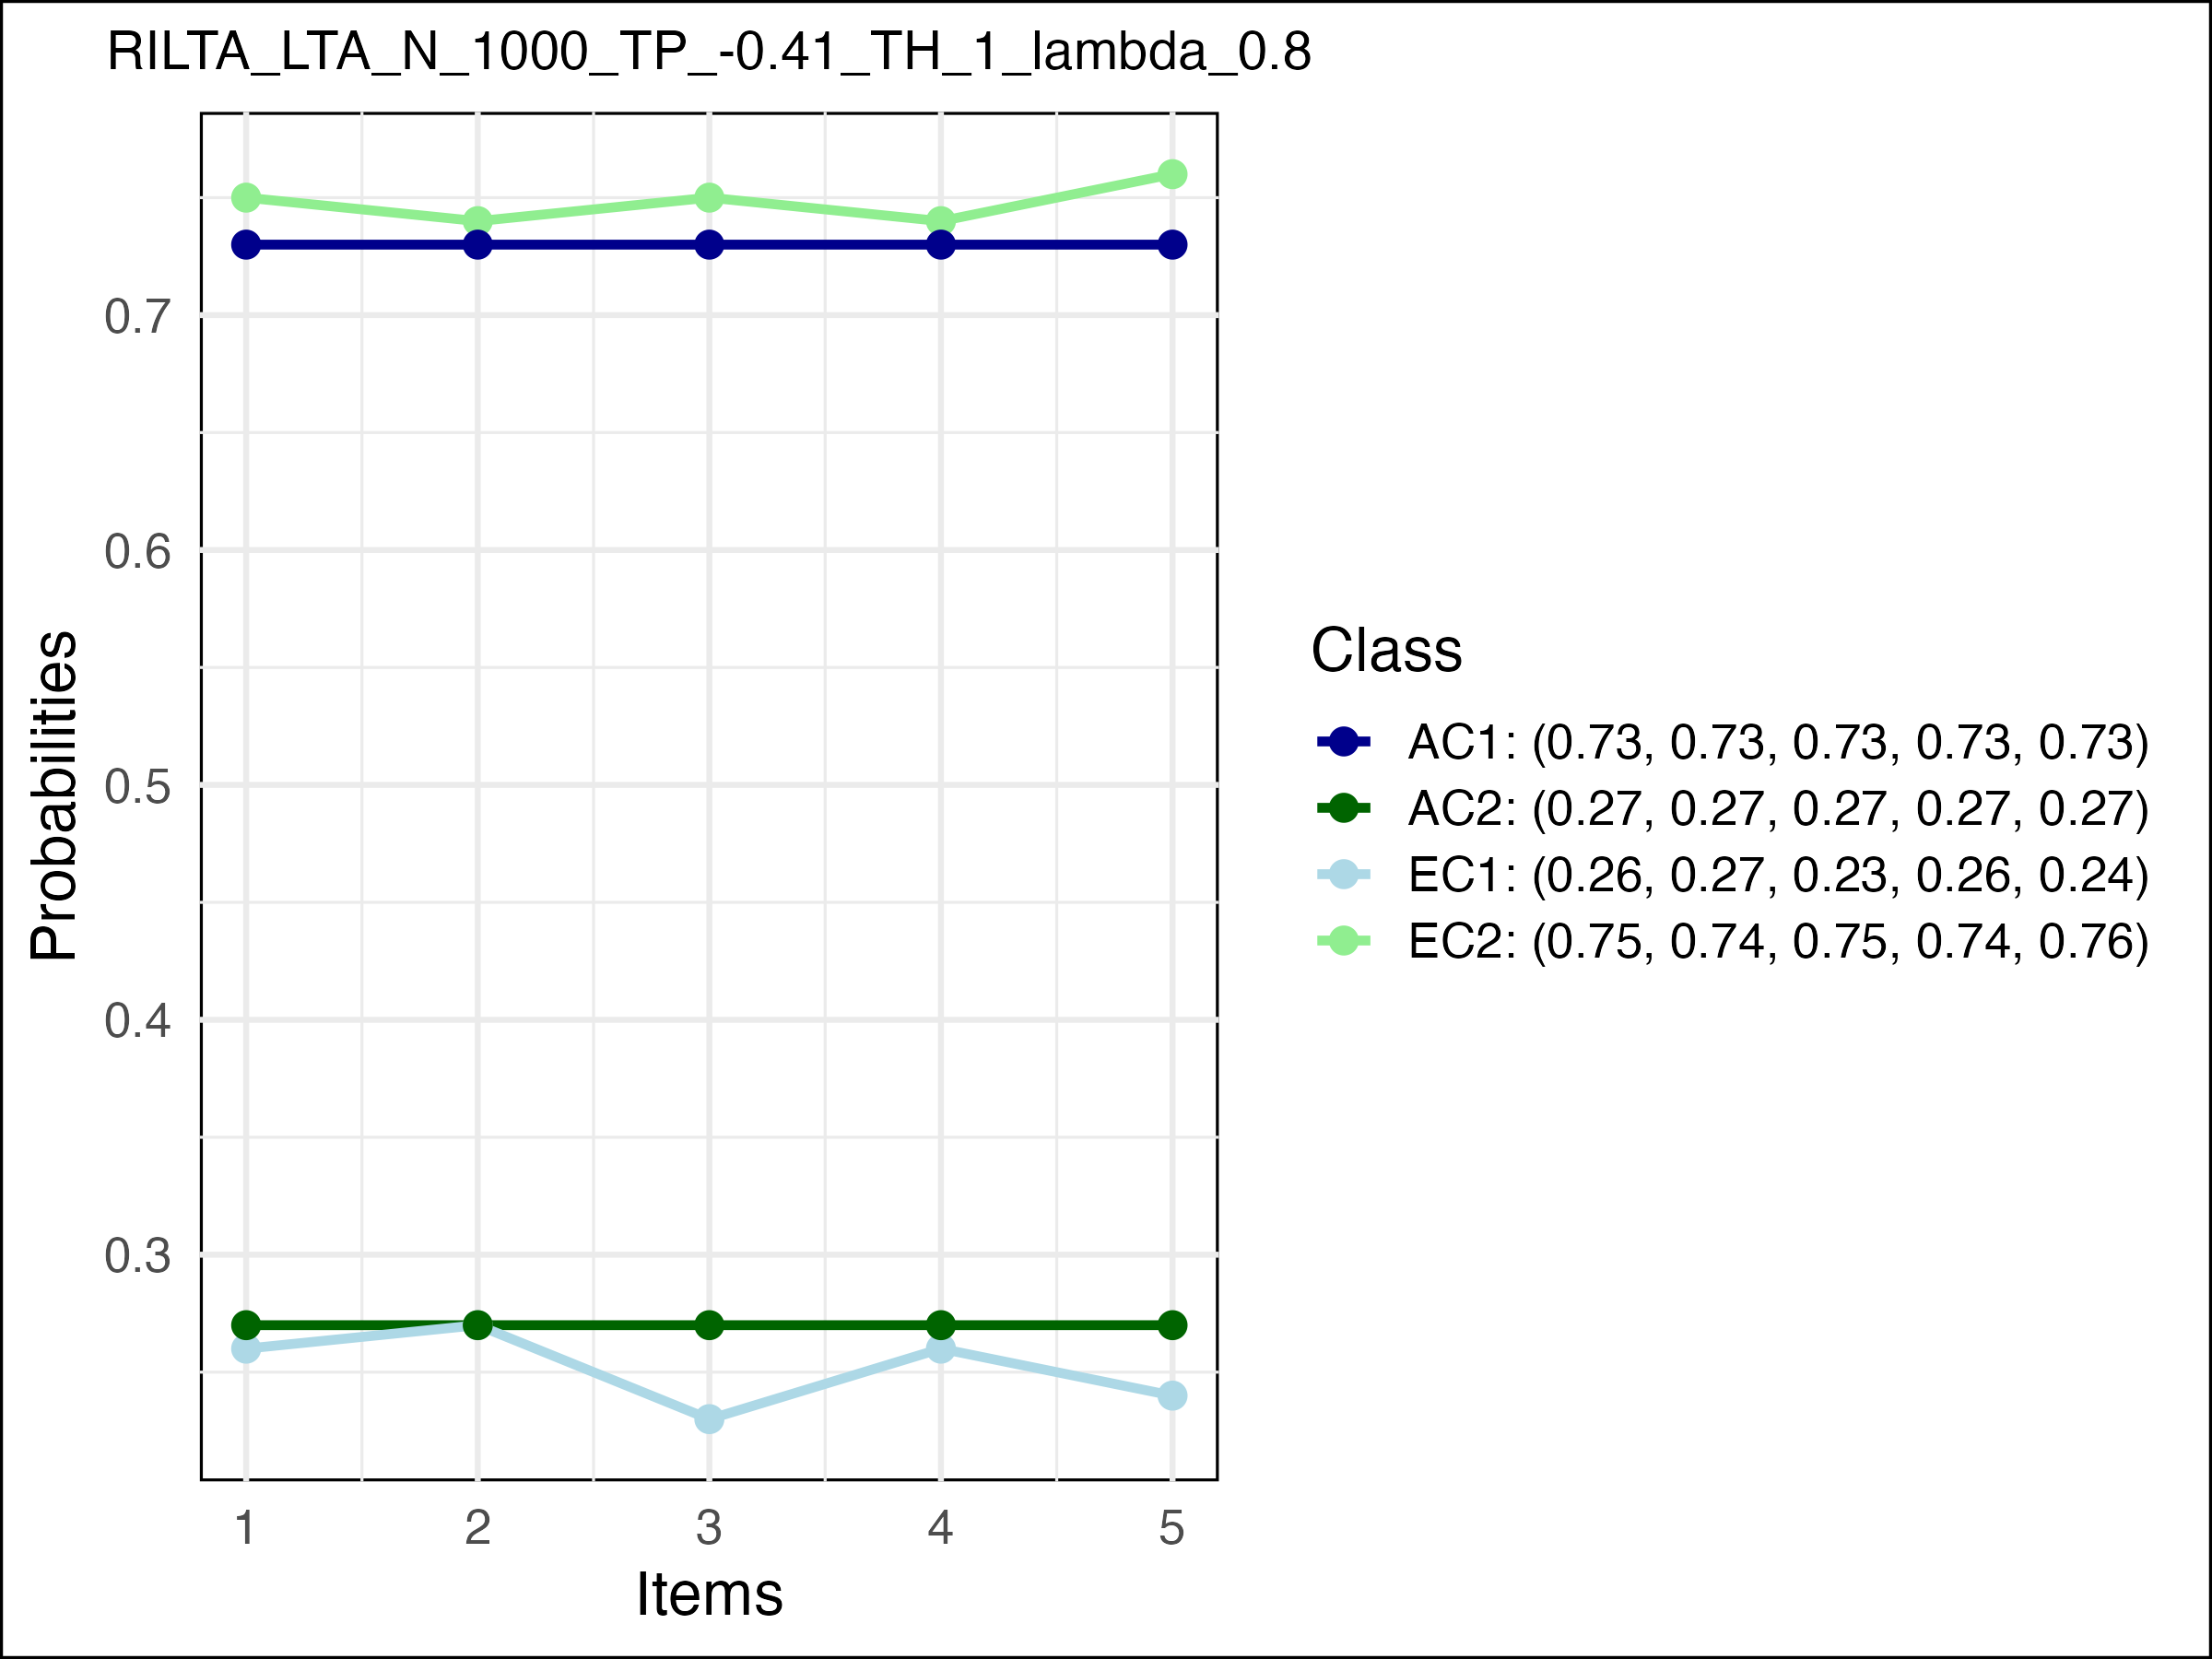 RILTA_LTA_N_1000_TP_-0.41_TH_1_lambda_0.8
0.7
0.6
0.5
0.4
0.3
Probabilities
1 2 3 4 5
Items
Class
AC1: (0.73, 0.73, 0.73, 0.73, 0.73)
AC2: (0.27, 0.27, 0.27, 0.27, 0.27)
EC1: (0.26, 0.27, 0.23, 0.26, 0.24)
EC2: (0.75, 0.74, 0.75, 0.74, 0.76)